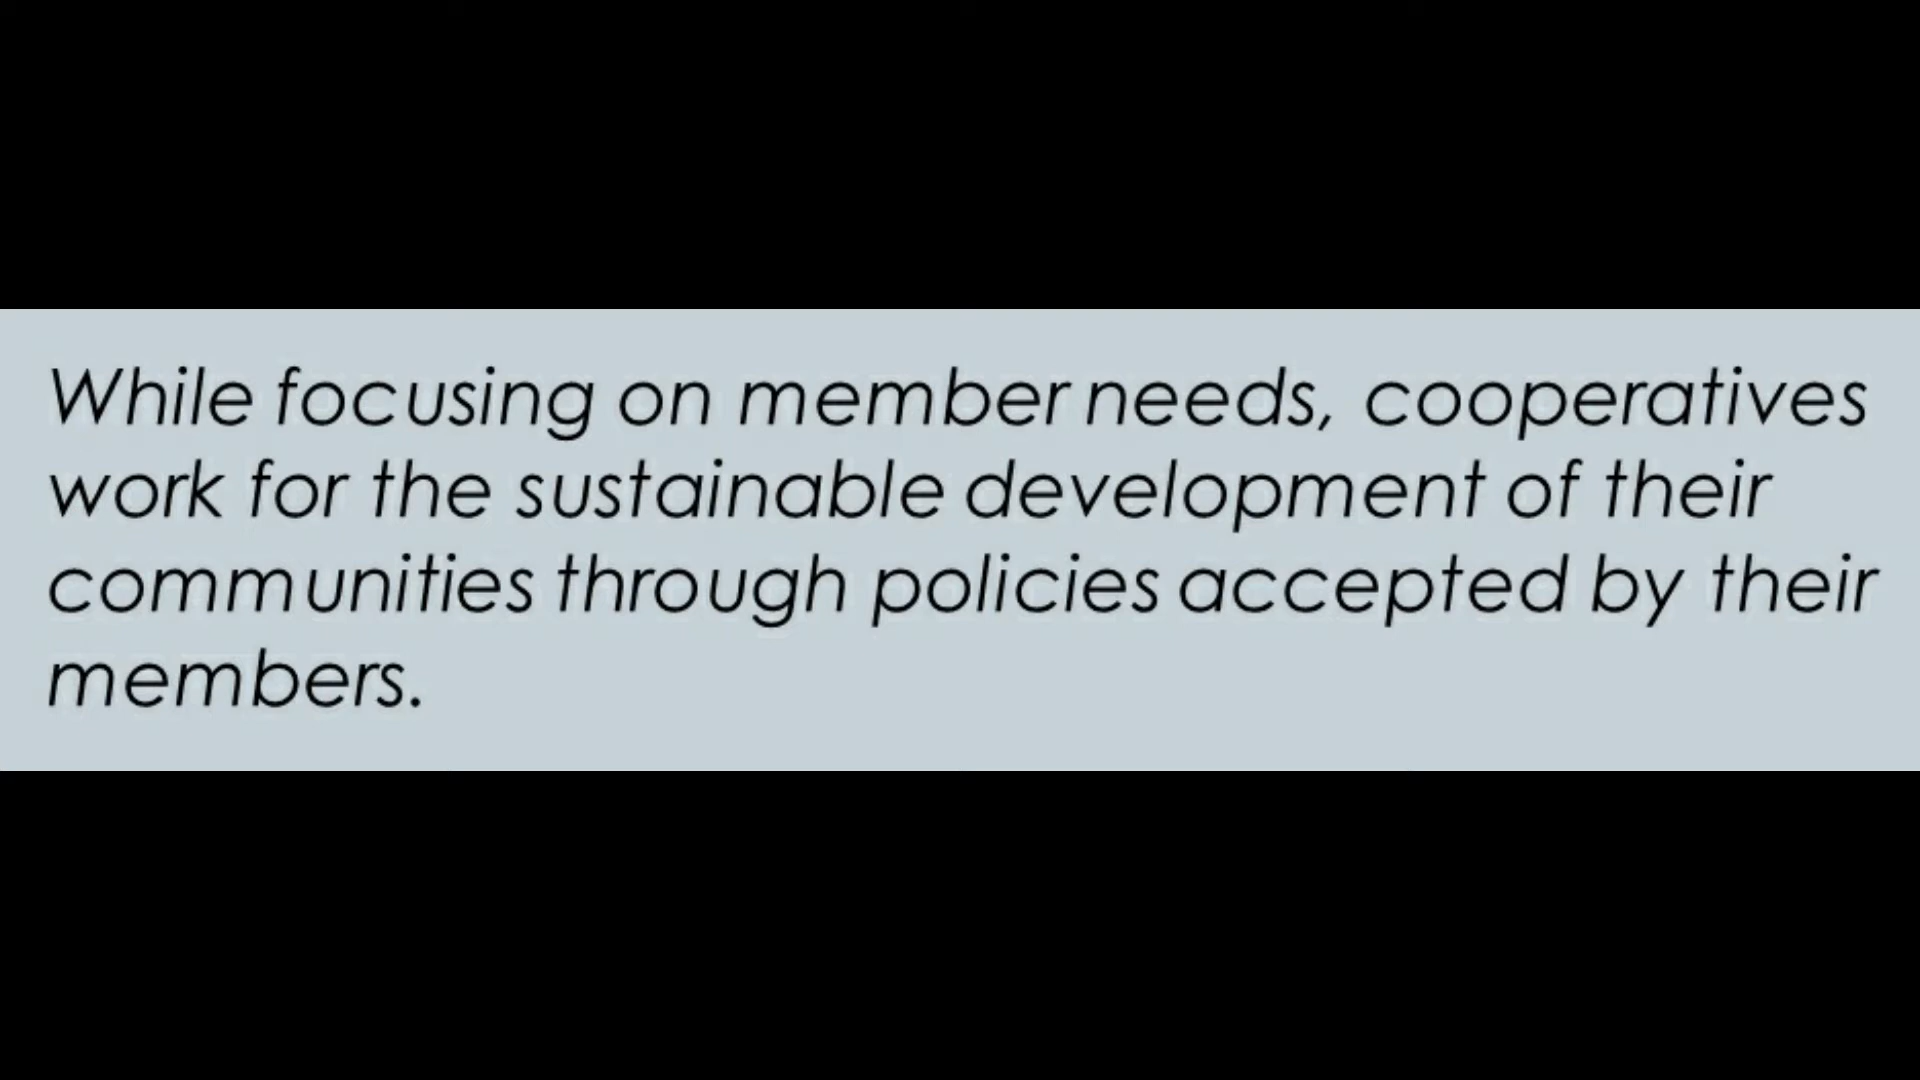 While focusing on member needs, cooperatives
work for the sustainable development of their
communities through policies accepted by their
members.